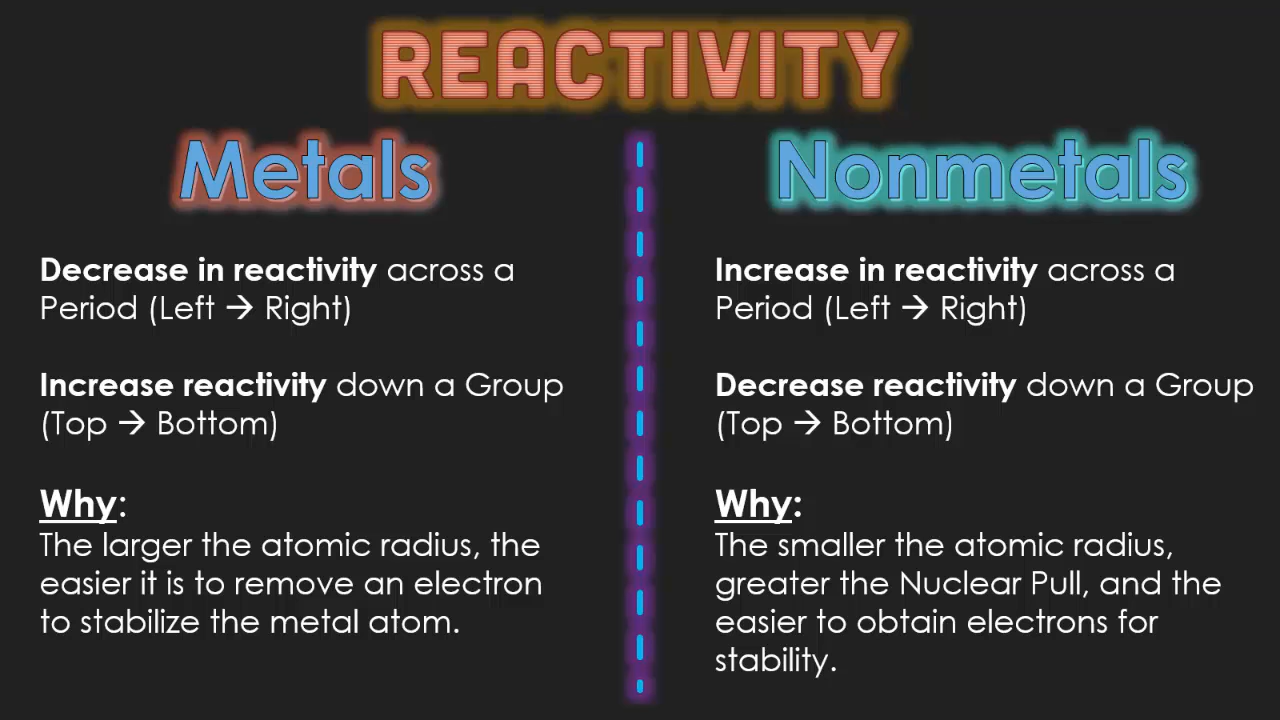 REACTIVITY
Metals
Decrease in reactivity across a
Period (Left → Right)
Increase reactivity down a Group
(Top → Bottom)
Why:
The larger the atomic radius, the
easier it is to remove an electron
to stabilize the metal atom.
Nonmetals
Increase in reactivity across a
Period (Left → Right)
Decrease reactivity down a Group
(Top → Bottom)
Why:
The smaller the atomic radius,
greater the Nuclear Pull, and the
easier to obtain electrons for
stability.